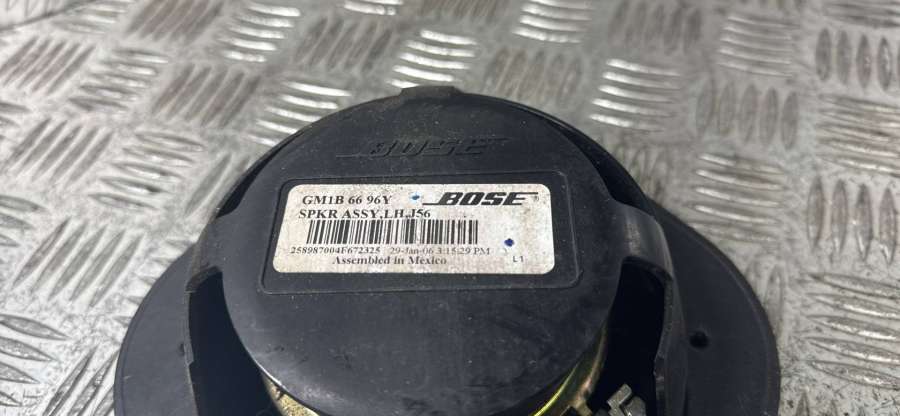 BOSE
GM1B 66 96Y BOSE
SPKR ASSY,LH,J56
258987004F672325 29-Jan-06 3:15:29 PM 3
Assembled in Mexico L1